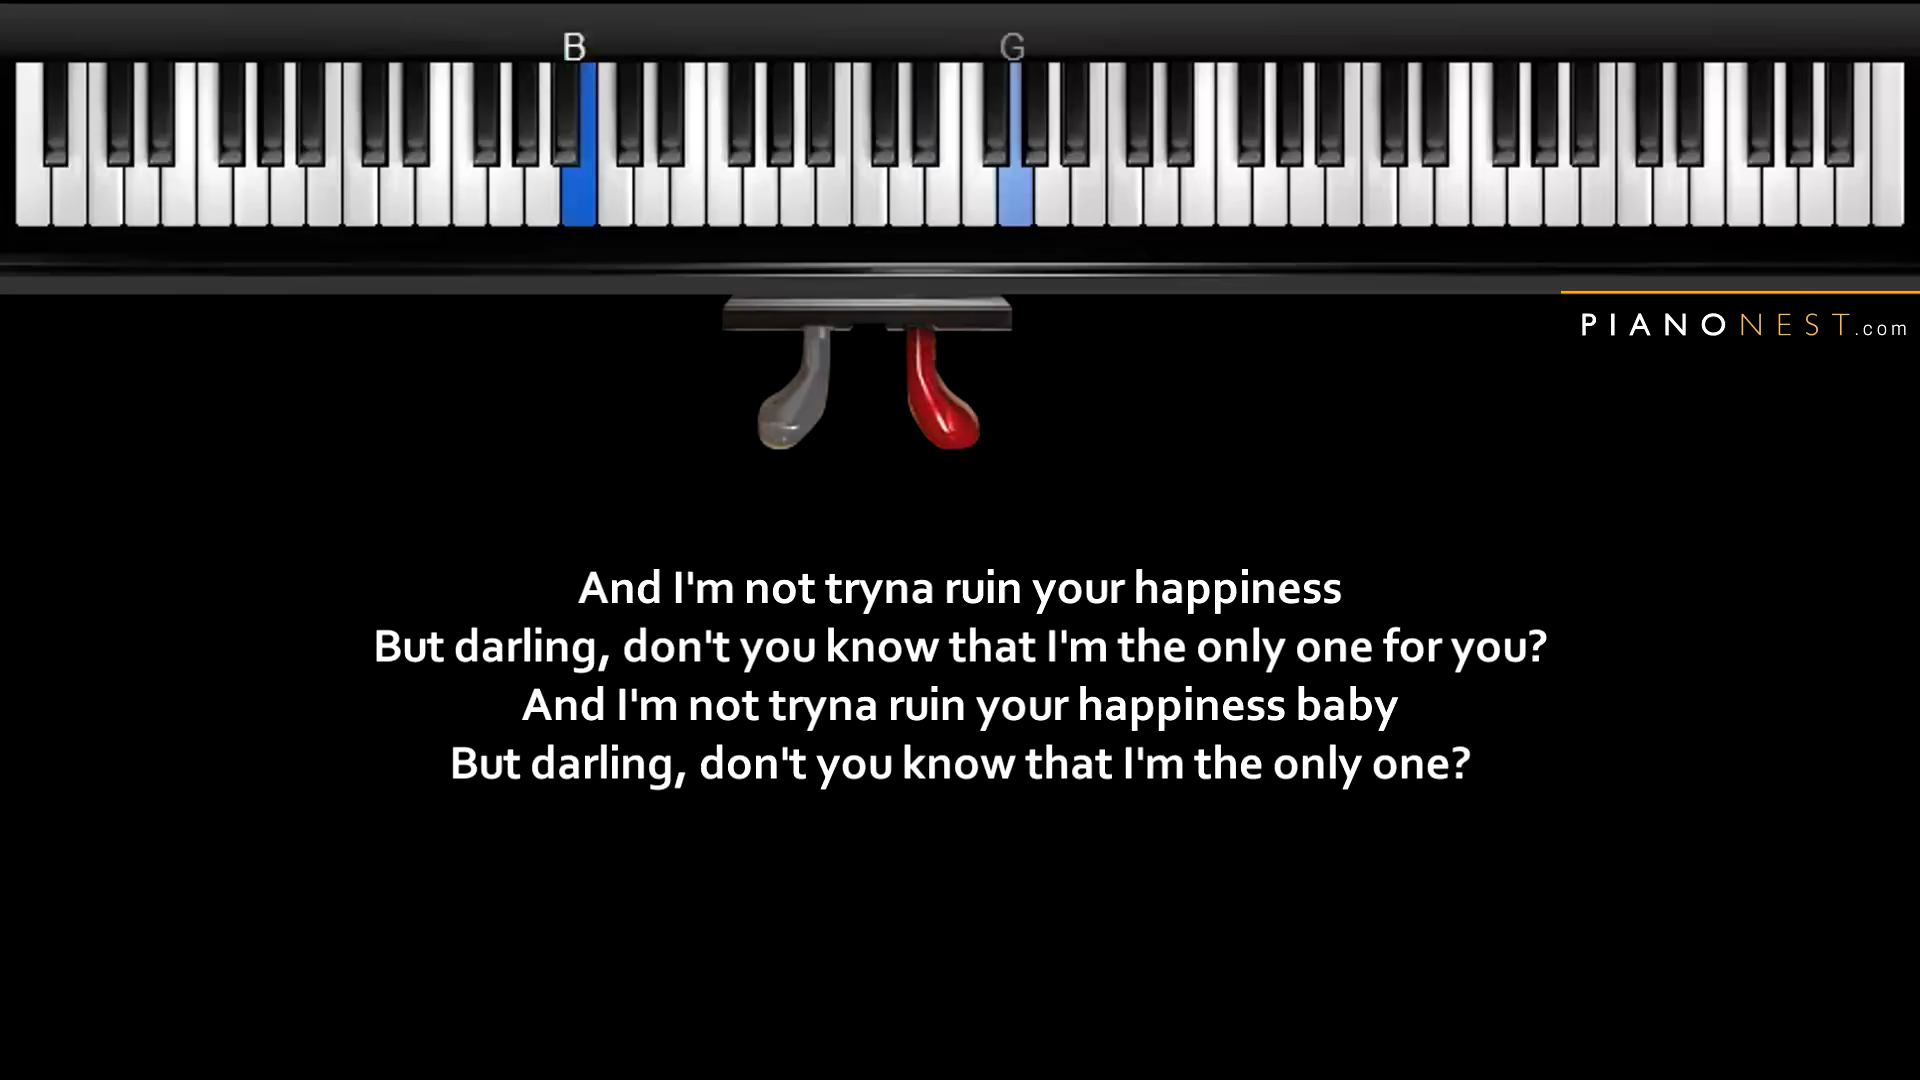 B G
PIANONEST.com
And I'm not tryna ruin your happiness
But darling, don't you know that I'm the only one for you?
And I'm not tryna ruin your happiness baby
But darling, don't you know that I'm the only one?